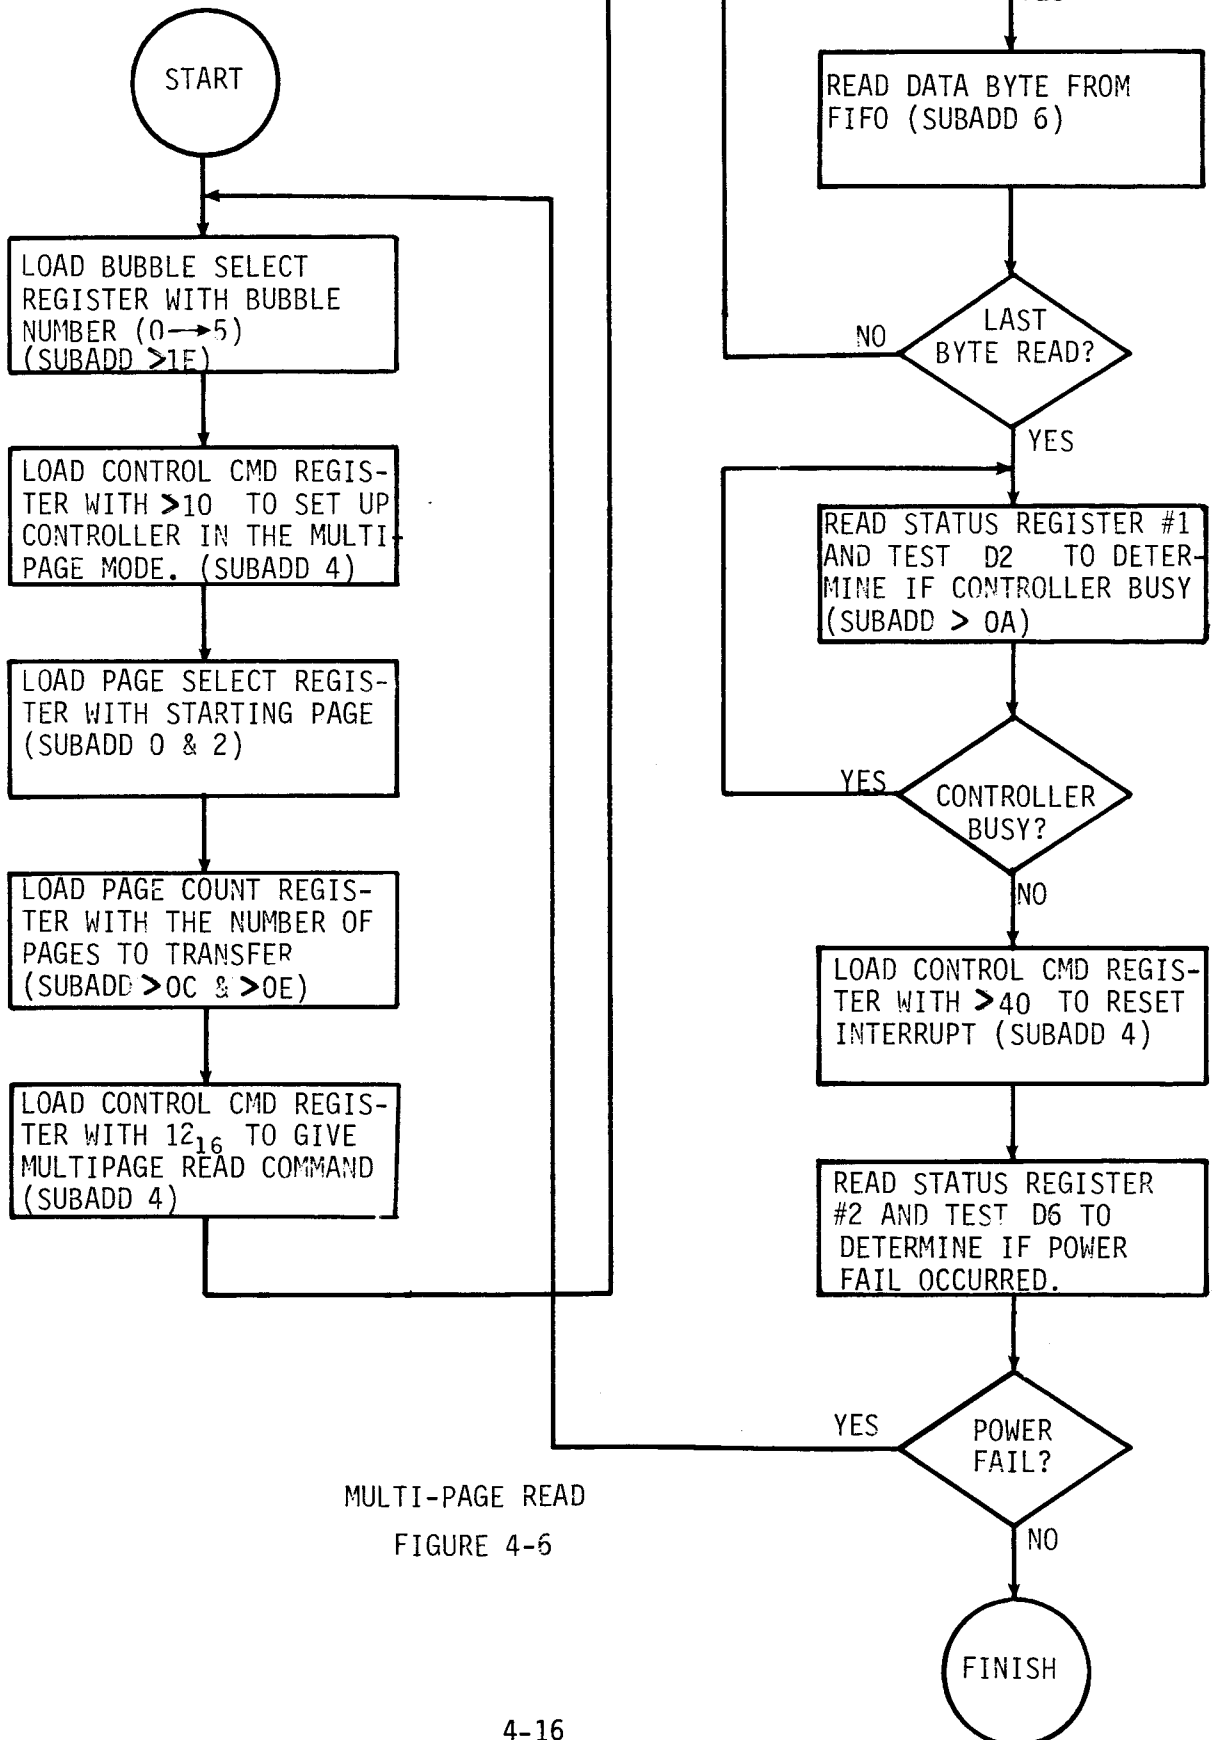 START
LOAD BUBBLE SELECT
REGISTER WITH BUBBLE
NUMBER (0→5)
(SUBADD >1E)
LOAD CONTROL CMD REGIS-
TER WITH >10 TO SET UP
CONTROLLER IN THE MULTI-
PAGE MODE. (SUBADD 4)
LOAD PAGE SELECT REGIS-
TER WITH STARTING PAGE
(SUBADD 0 & 2)
LOAD PAGE COUNT REGIS-
TER WITH THE NUMBER OF
PAGES TO TRANSFER
(SUBADD >0C & >0E)
LOAD CONTROL CMD REGIS-
TER WITH 12₁₆ TO GIVE
MULTIPAGE READ COMMAND
(SUBADD 4)
READ DATA BYTE FROM
FIFO (SUBADD 6)
LAST
BYTE READ?
NO
YES
READ STATUS REGISTER #1
AND TEST D2 TO DETER-
MINE IF CONTROLLER BUSY
(SUBADD > 0A)
YES
CONTROLLER
BUSY?
NO
LOAD CONTROL CMD REGIS-
TER WITH >40 TO RESET
INTERRUPT (SUBADD 4)
READ STATUS REGISTER
#2 AND TEST D6 TO
DETERMINE IF POWER
FAIL OCCURRED.
YES
POWER
FAIL?
NO
FINISH
MULTI-PAGE READ
FIGURE 4-6
4-16